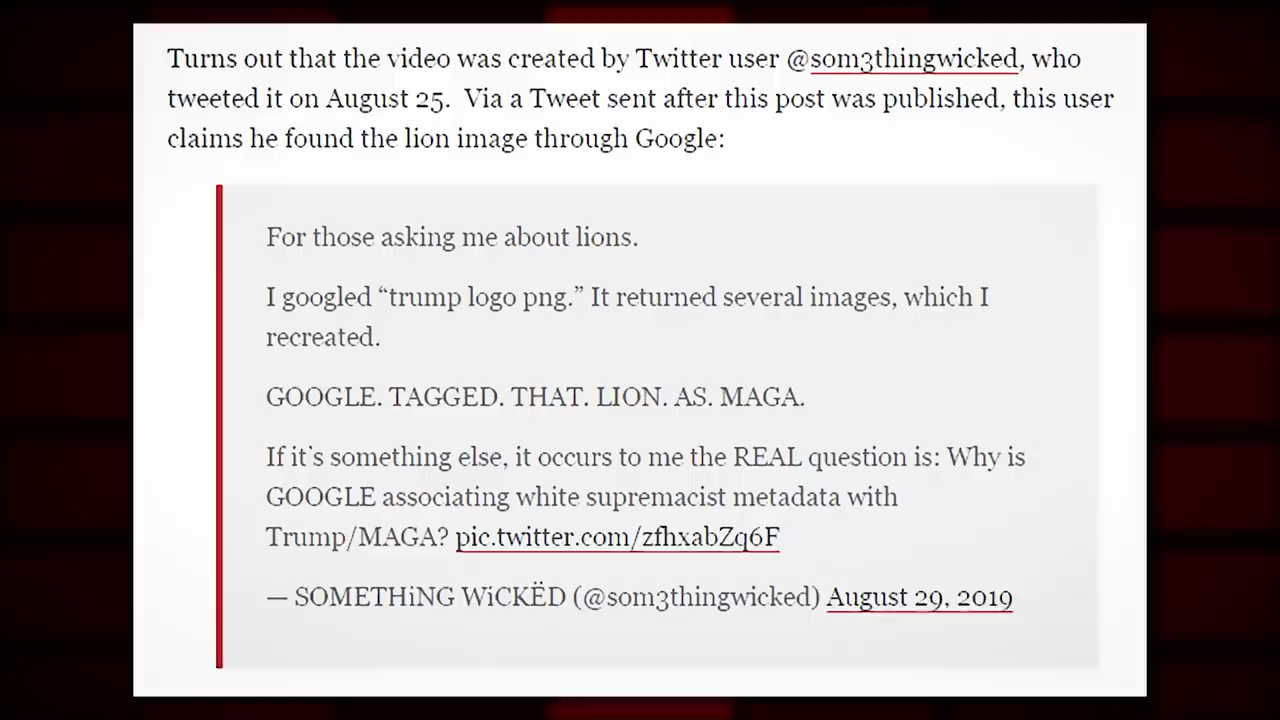 Turns out that the video was created by Twitter user @som3thingwicked, who
tweeted it on August 25.  Via a Tweet sent after this post was published, this user
claims he found the lion image through Google:
For those asking me about lions.
I googled “trump logo png.” It returned several images, which I
recreated.
GOOGLE. TAGGED. THAT. LION. AS. MAGA.
If it's something else, it occurs to me the REAL question is: Why is
GOOGLE associating white supremacist metadata with
Trump/MAGA? pic.twitter.com/zfhxabZq6F
— SOMETHiNG WiCKËD (@som3thingwicked) August 29, 2019